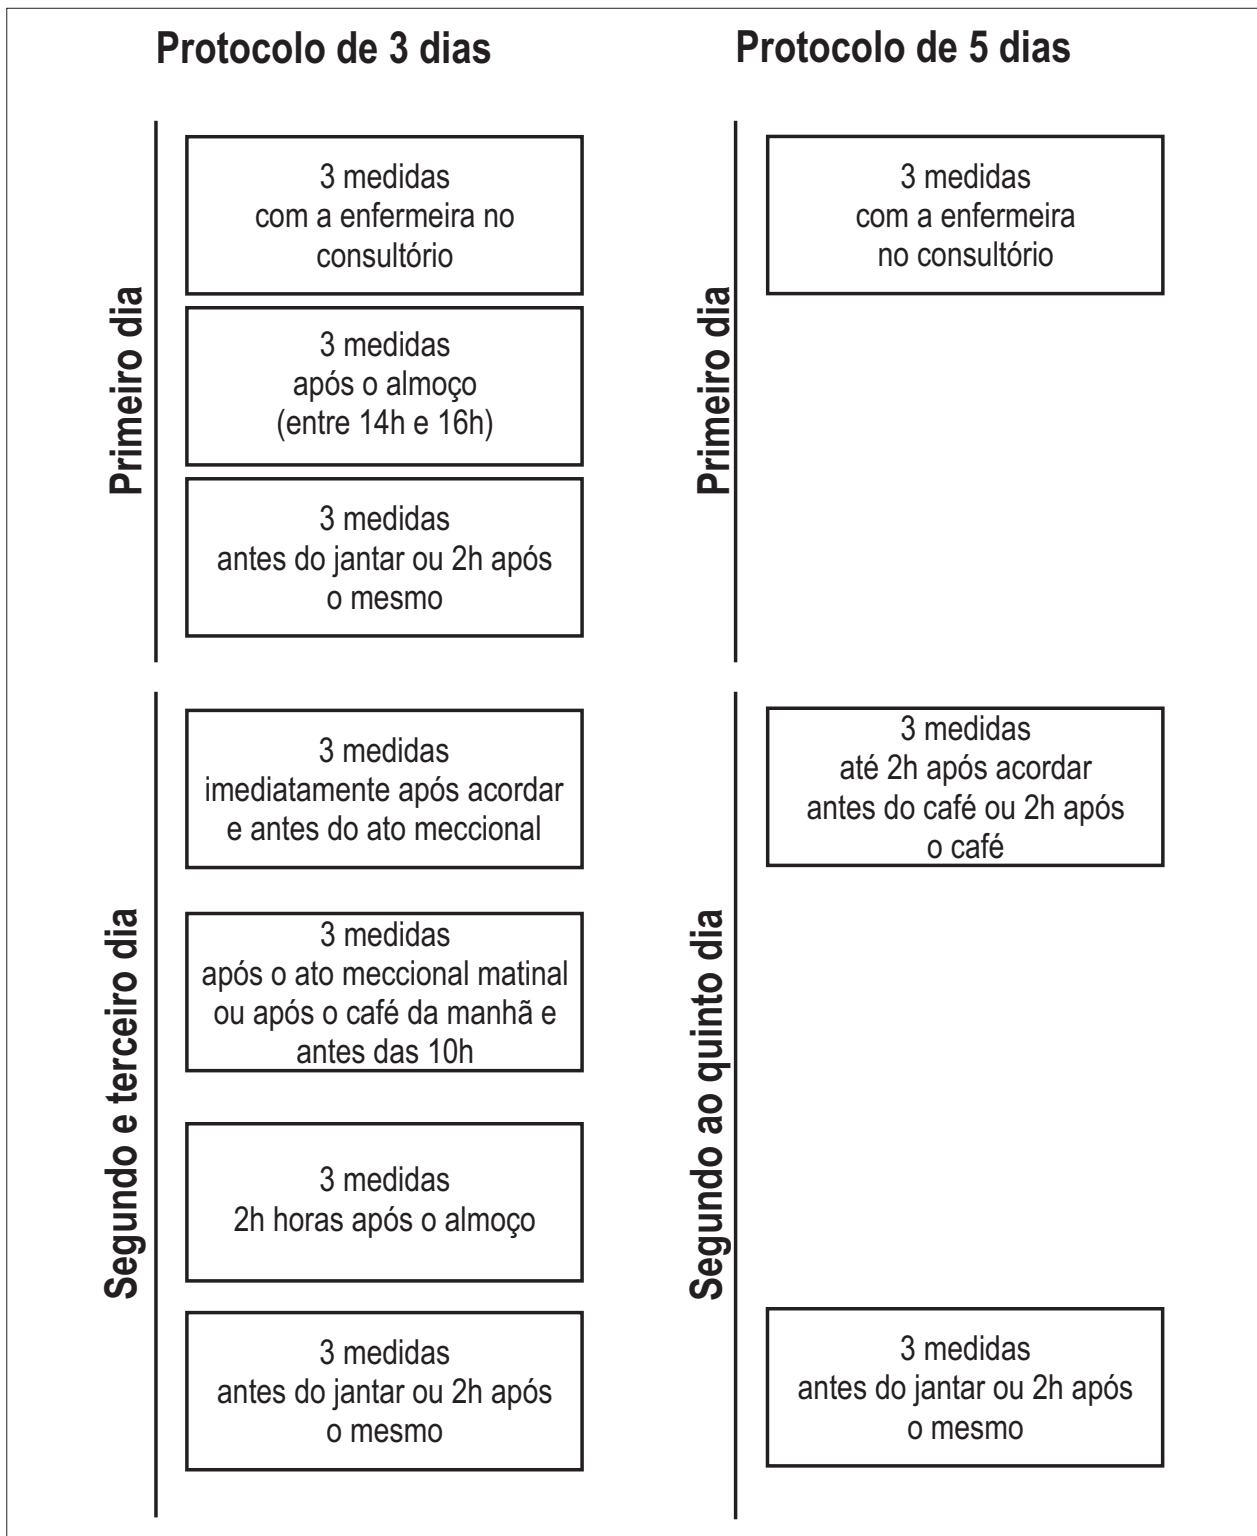 Protocolo de 3 dias
Primeiro dia
3 medidas
com a enfermeira no
consultório
3 medidas
após o almoço
(entre 14h e 16h)
3 medidas
antes do jantar ou 2h após
o mesmo
Segundo e terceiro dia
3 medidas
imediatamente após acordar
e antes do ato meccional
3 medidas
após o ato meccional matinal
ou após o café da manhã e
antes das 10h
3 medidas
2h horas após o almoço
3 medidas
antes do jantar ou 2h após
o mesmo
Protocolo de 5 dias
Primeiro dia
3 medidas
com a enfermeira
no consultório
Segundo ao quinto dia
3 medidas
até 2h após acordar
antes do café ou 2h após
o café
3 medidas
antes do jantar ou 2h após
o mesmo